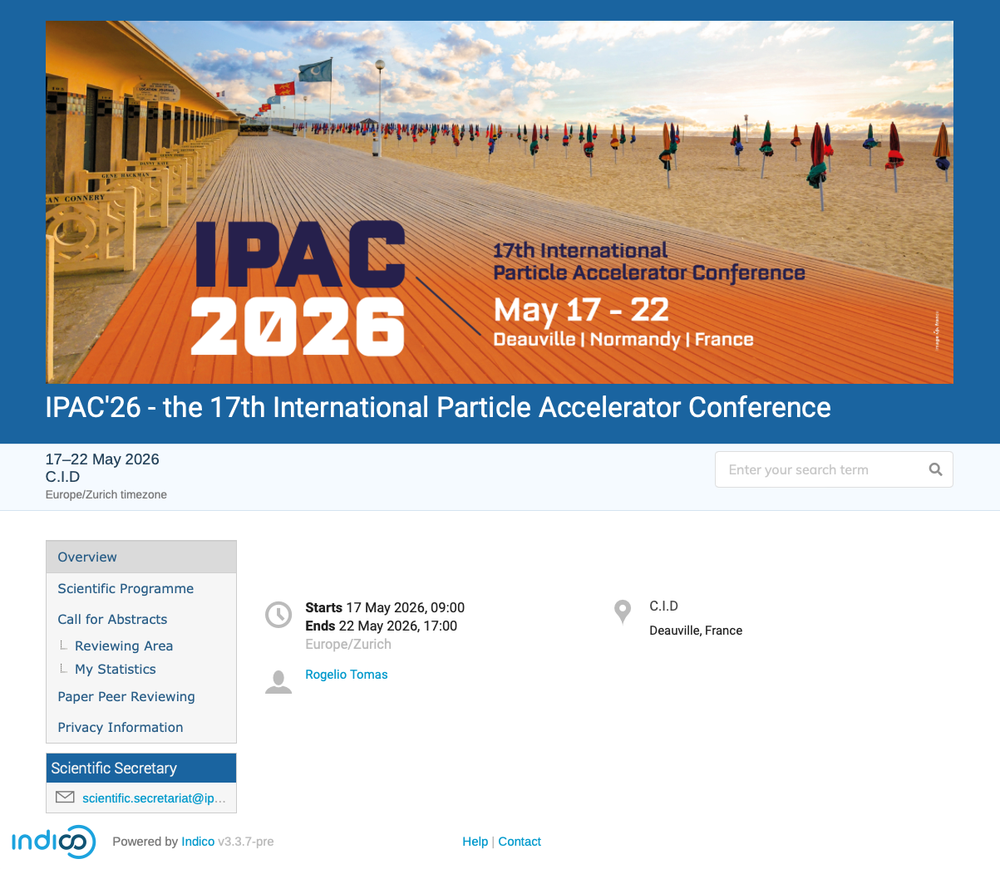 GENE HACKMAN
CONNERY
IPAC
2026
17th International
Particle Accelerator Conference
May 17 - 22
Deauville | Normandy | France
IPAC'26 - the 17th International Particle Accelerator Conference
17–22 May 2026
C.I.D
Europe/Zurich timezone
Enter your search term
Overview
Scientific Programme
Call for Abstracts
Reviewing Area
My Statistics
Paper Peer Reviewing
Privacy Information
Scientific Secretary
scientific.secretariat@ip...
Starts 17 May 2026, 09:00
Ends 22 May 2026, 17:00
Europe/Zurich
Rogelio Tomas
C.I.D
Deauville, France
indico
Powered by Indico v3.3.7-pre
Help | Contact